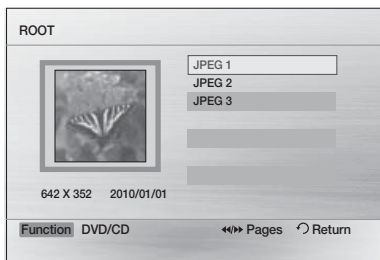 ROOT
JPEG 1
JPEG 2
JPEG 3
642 X 352 2010/01/01
Function DVD/CD Pages Return